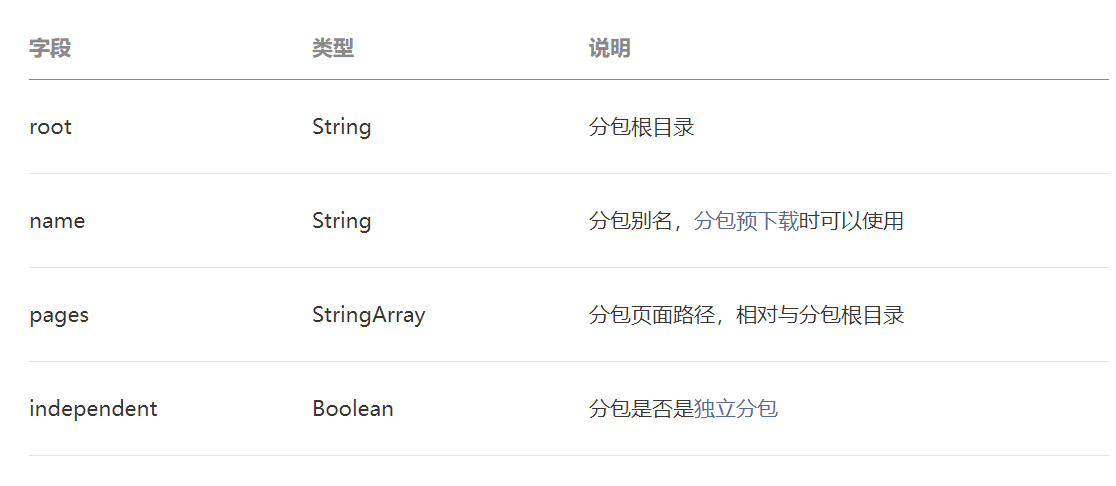 字段 类型 说明
root String 分包根目录
name String 分包别名，分包预下载时可以使用
pages StringArray 分包页面路径，相对与分包根目录
independent Boolean 分包是否是独立分包